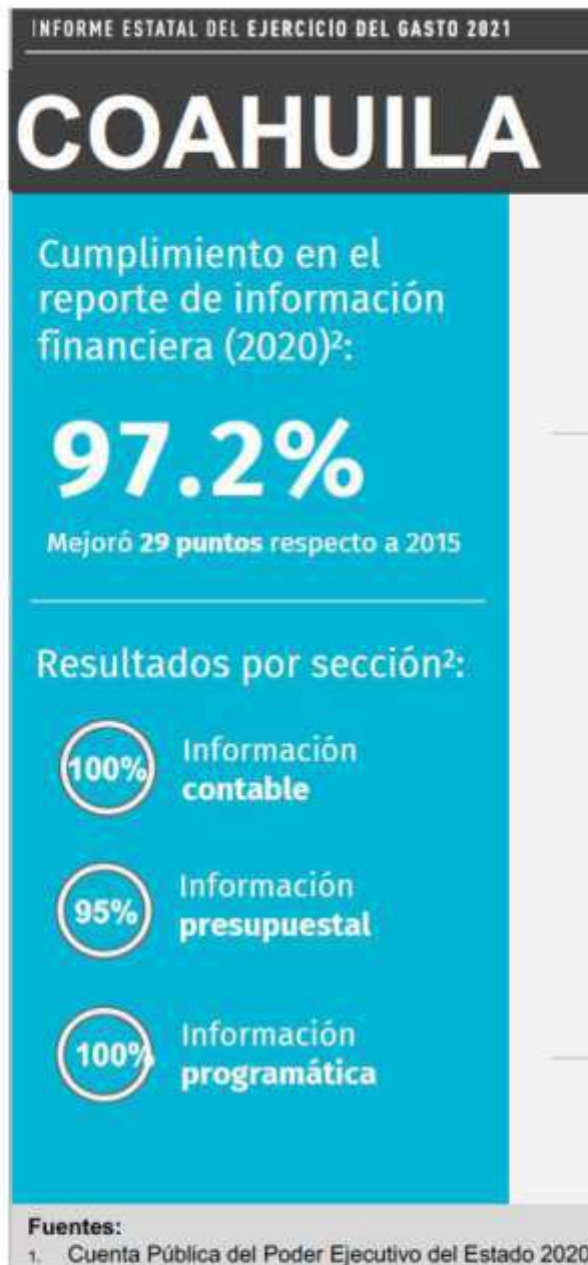 INFORME ESTATAL DEL EJERCICIO DEL GASTO 2021
COAHUILA
Cumplimiento en el
reporte de información
financiera (2020)²:
97.2%
Mejoró 29 puntos respecto a 2015
Resultados por sección²:
100%
Información
contable
95%
Información
presupuestal
100%
Información
programática
Fuentes:
1. Cuenta Pública del Poder Ejecutivo del Estado 2020